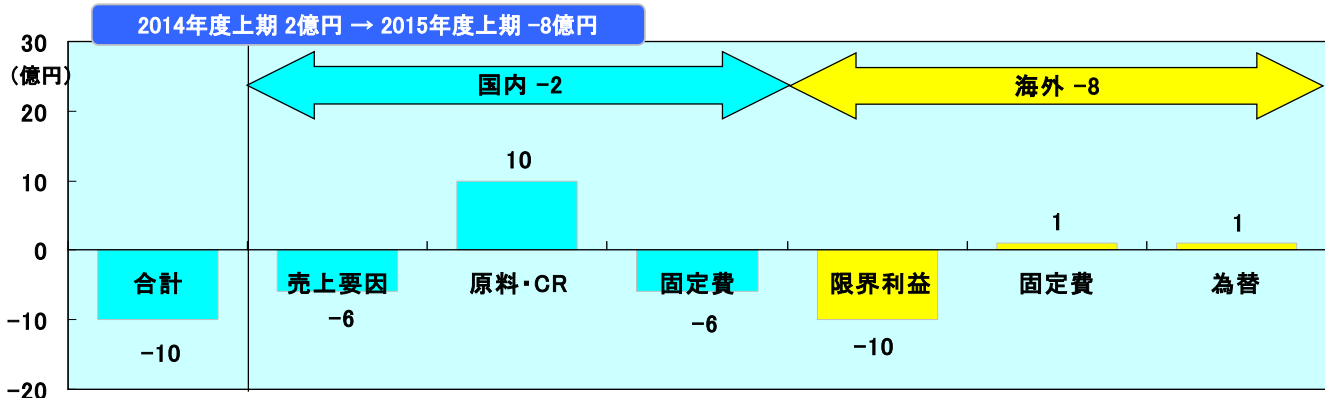 2014年度上期 2億円 → 2015年度上期 -8億円
30
(億円)
国内 -2
海外 -8
20
10
10
1
1
0
合計
売上要因
原料・CR
固定費
限界利益
固定費
為替
-6
-6
-10
-10
-10
-20